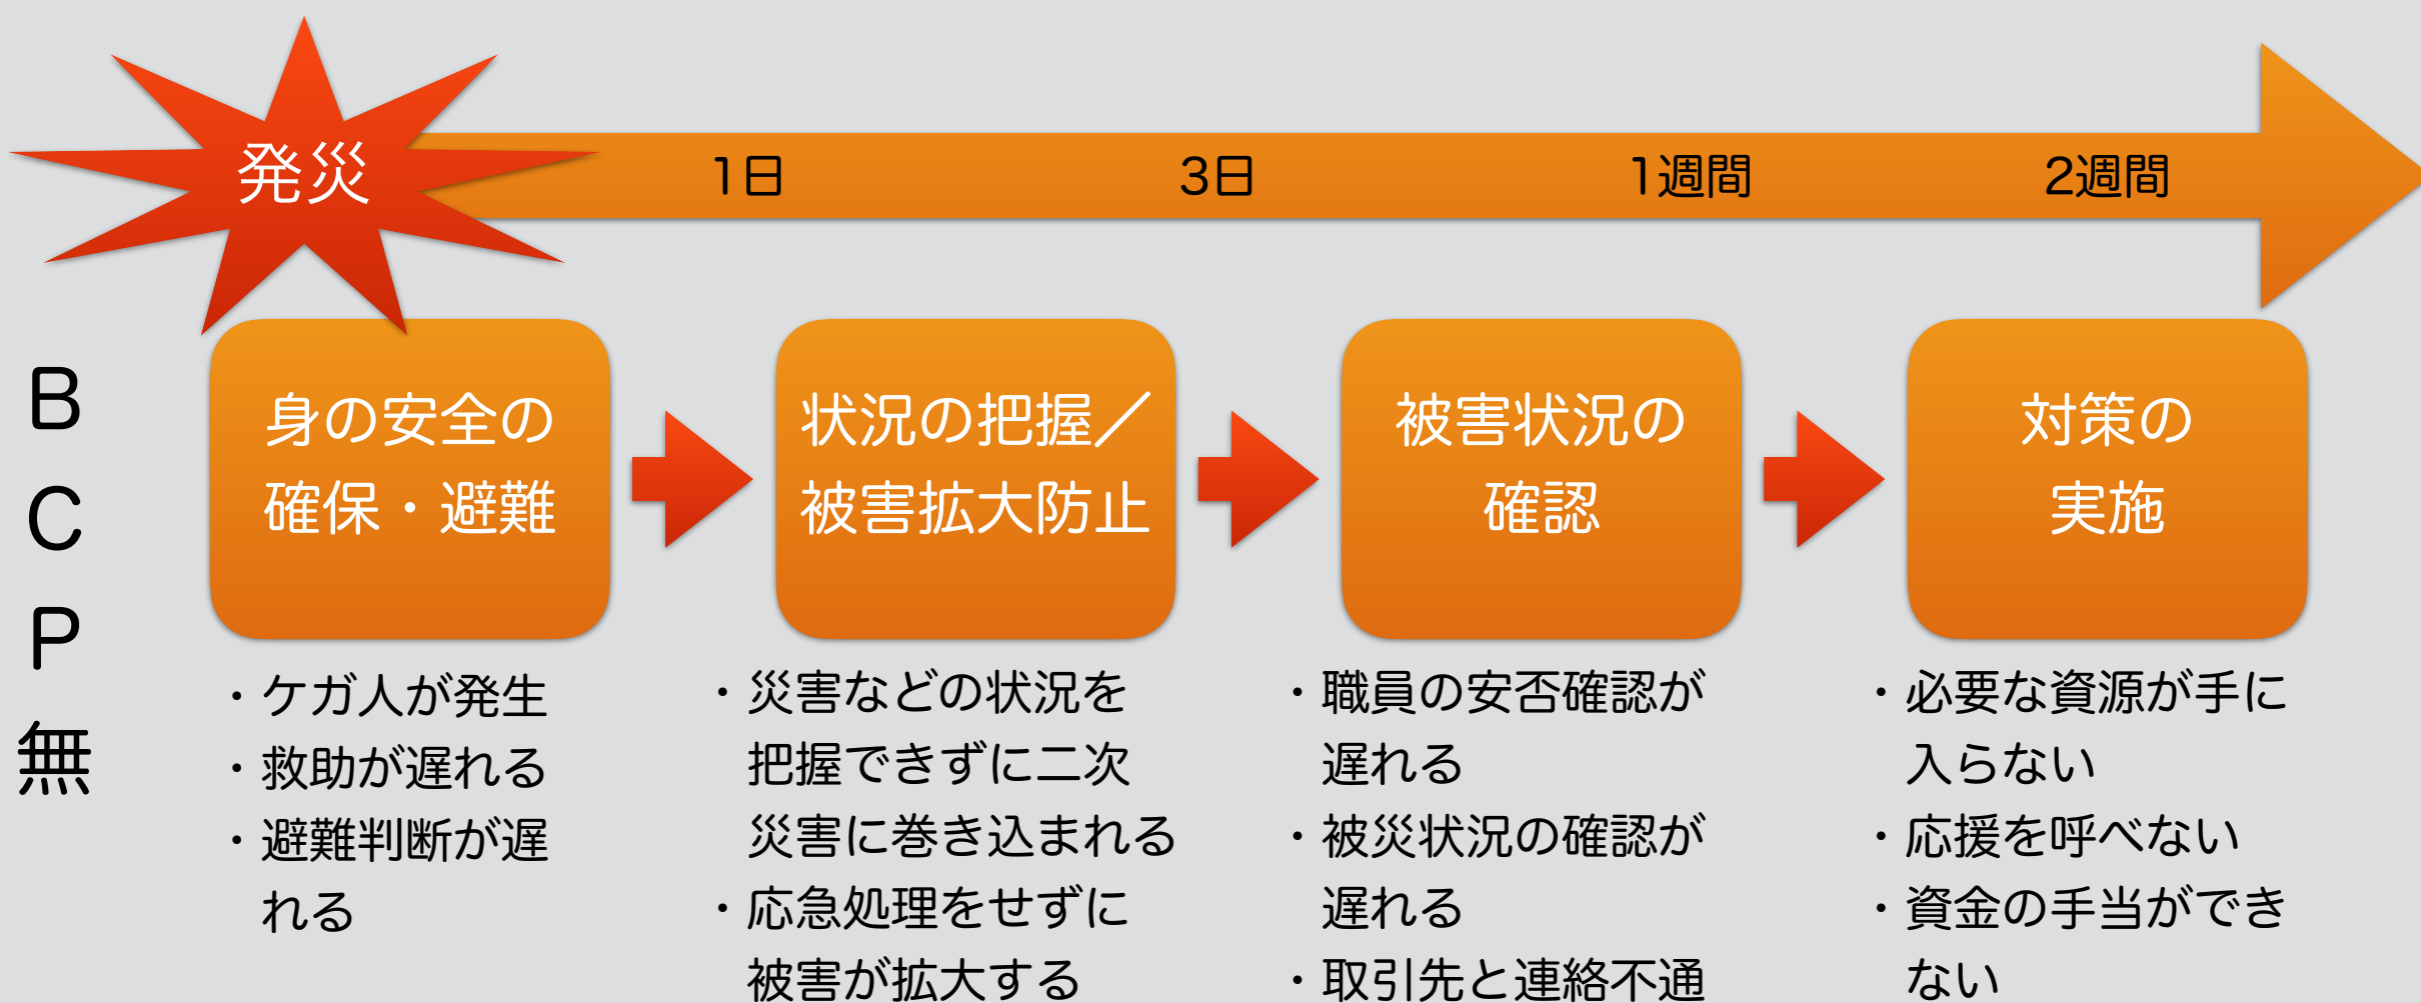 発災
1日
3日
1週間
2週間
BCP無
身の安全の
確保・避難
状況の把握／
被害拡大防止
被害状況の
確認
対策の
実施
・ケガ人が発生
・救助が遅れる
・避難判断が遅
れる
・災害などの状況を
把握できずに二次
災害に巻き込まれる
・応急処理をせずに
被害が拡大する
・職員の安否確認が
遅れる
・被災状況の確認が
遅れる
・取引先と連絡不通
・必要な資源が手に
入らない
・応援を呼べない
・資金の手当ができ
ない